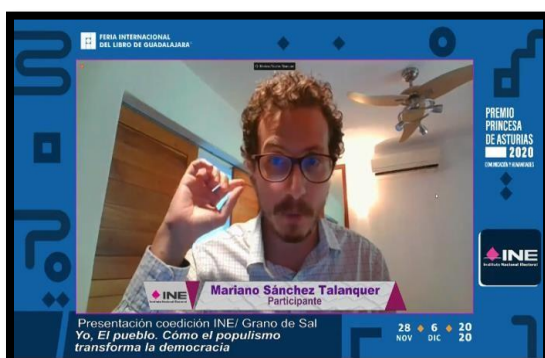 FERIA INTERNACIONAL
DEL LIBRO DE GUADALAJARA
PREMIO
PRINCESA
DE ASTURIAS
2020
COMUNICACIÓN Y HUMANIDADES
INE
Instituto Nacional Electoral
INE
Mariano Sánchez Talanquer
Participante
Presentación coedición INE/ Grano de Sal
Yo, El pueblo. Cómo el populismo
transforma la democracia
28 6 20
NOV DIC 20